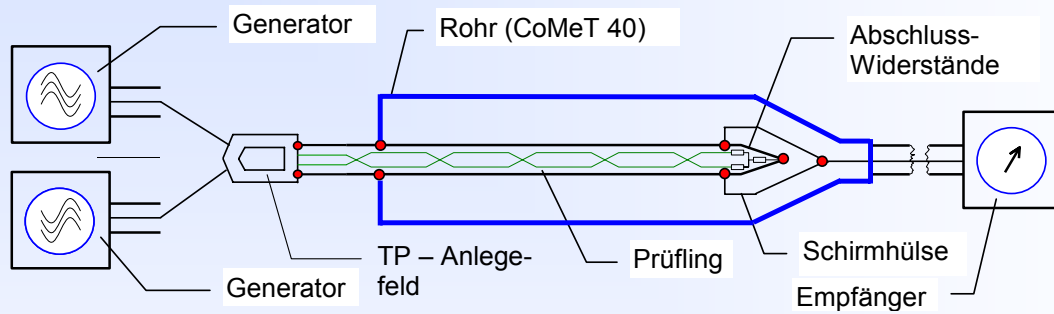 Generator
Rohr (CoMeT 40)
Abschluss-
Widerstände
Generator
TP – Anlege-
feld
Prüfling
Schirmhülse
Empfänger